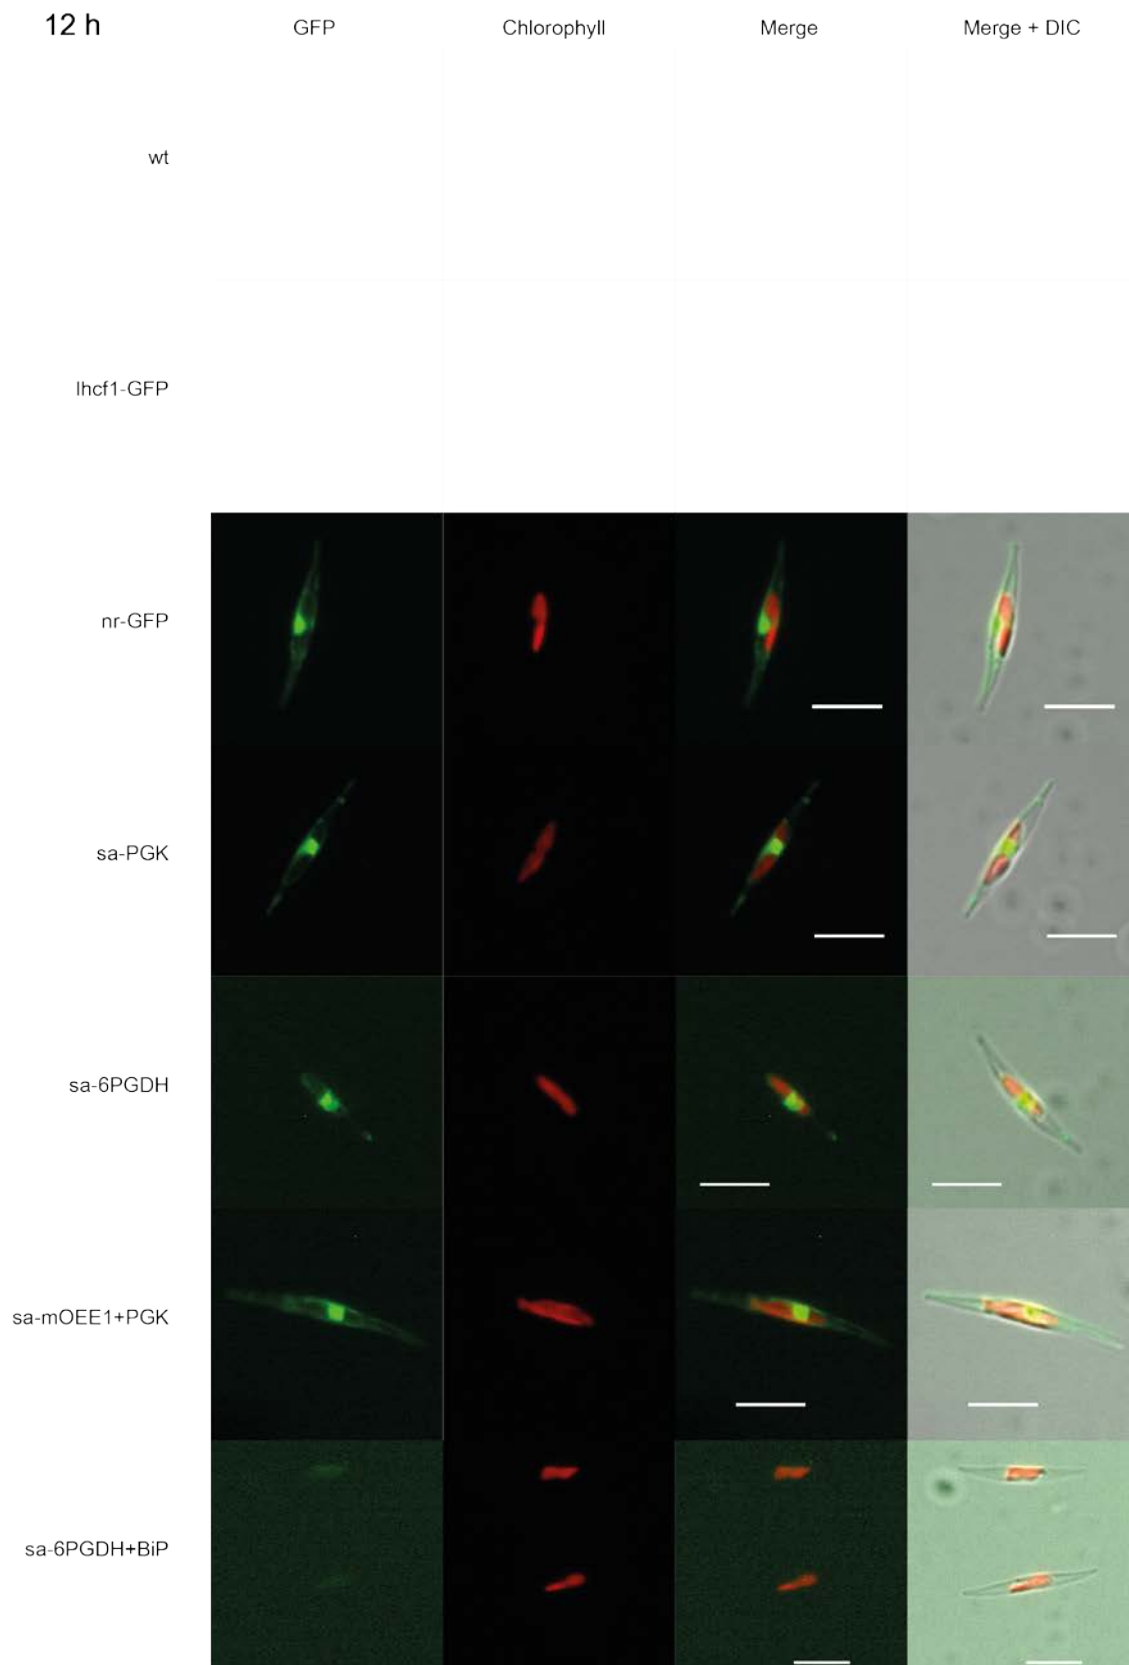 12 h GFP Chlorophyll Merge Merge + DIC
wt
lhcf1-GFP
nr-GFP
sa-PGK
sa-6PGDH
sa-mOEE1+PGK
sa-6PGDH+BiP